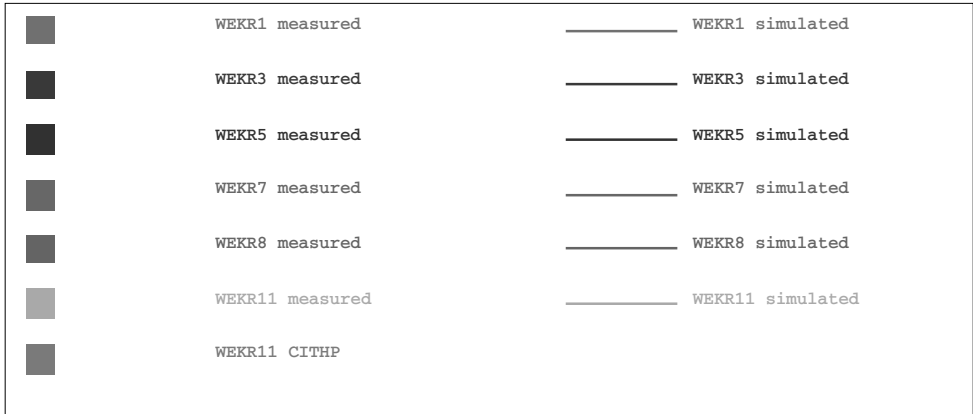 WEKR1 measured WEKR1 simulated
WEKR3 measured WEKR3 simulated
WEKR5 measured WEKR5 simulated
WEKR7 measured WEKR7 simulated
WEKR8 measured WEKR8 simulated
WEKR11 measured WEKR11 simulated
WEKR11 CITHP